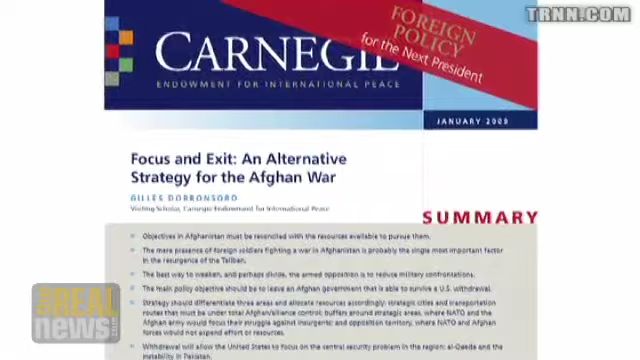 TRNN.COM
FOREIGN
POLICY
for the Next President
CARNEGIE
ENDOWMENT FOR INTERNATIONAL PEACE
JANUARY 2009
Focus and Exit: An Alternative
Strategy for the Afghan War
GILLES DORRONSORO
Visiting Scholar, Carnegie Endowment for International Peace
SUMMARY
Objectives in Afghanistan must be reconciled with the resources available to pursue them.
The mere presence of foreign soldiers fighting a war in Afghanistan is probably the single most important factor
in the resurgence of the Taliban.
The best way to weaken, and perhaps divide, the armed opposition is to reduce military confrontations.
The main policy objective should be to leave an Afghan government that is able to survive a U.S. withdrawal.
Strategy should differentiate three areas and allocate resources accordingly: strategic cities and transportation
routes that must be under total Afghan/alliance control; buffers around strategic areas, where NATO and the
Afghan army would focus their struggle against insurgents; and opposition territory, where NATO and Afghan
forces would not expend effort or resources.
Withdrawal will allow the United States to focus on the central security problem in the region: al-Qaeda and the
instability in Pakistan.
THE REAL
news.com